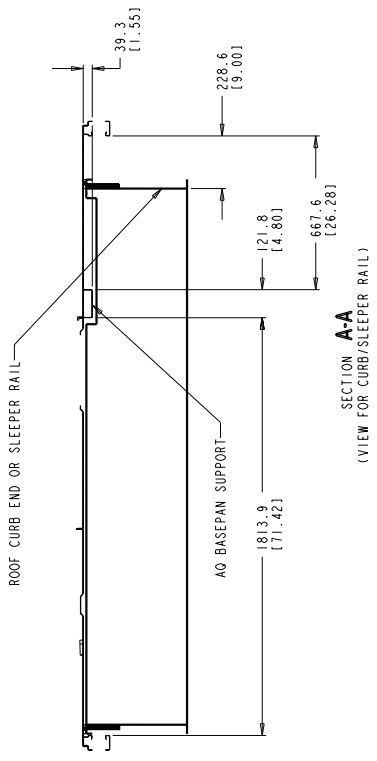 39.3
[1.55]
228.6
[9.00]
667.6
[26.28]
121.8
[4.80]
1813.9
[71.42]
ROOF CURB END OR SLEEPER RAIL
AQ BASEPAN SUPPORT
SECTION A-A
(VIEW FOR CURB/SLEEPER RAIL)